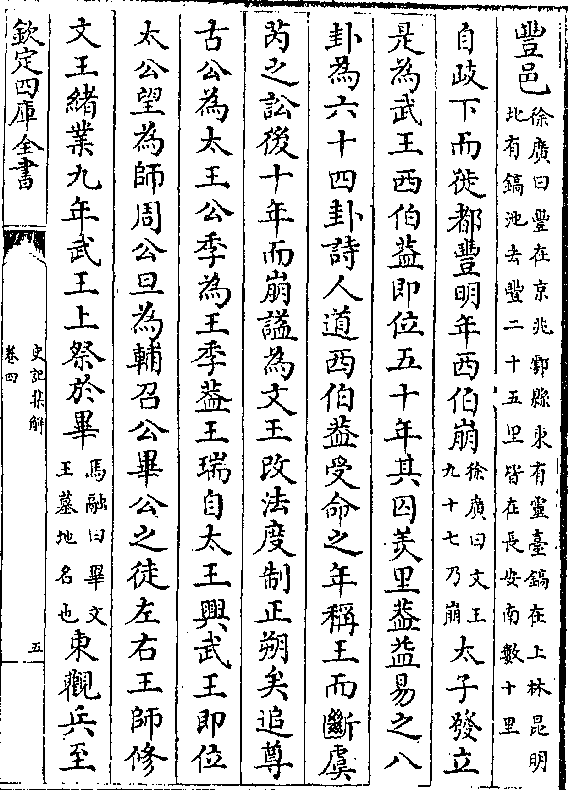 豐邑徐廣曰豐在京兆鄠縣東有靈臺鎬在上林昆明北有鎬池去豐二十五里皆在長安南數十里
自歧下而徙都豐明年西伯崩徐廣曰文王九十七乃崩太子發立
是為武王西伯葢即位五十年其囚羑里葢益易之八
卦為六十四卦詩人道西伯葢受命之年稱王而斷虞
芮之訟後十年而崩謚為文王改法度制正朔矣追尊
古公為太王公季為王季葢王瑞自太王興武王即位
太公望為師周公旦為輔召公畢公之徒左右王師修
文王緒業九年武王上祭於畢馬融曰畢文王墓地名也東觀兵至
欽定四庫全書
史記集解
卷四
五